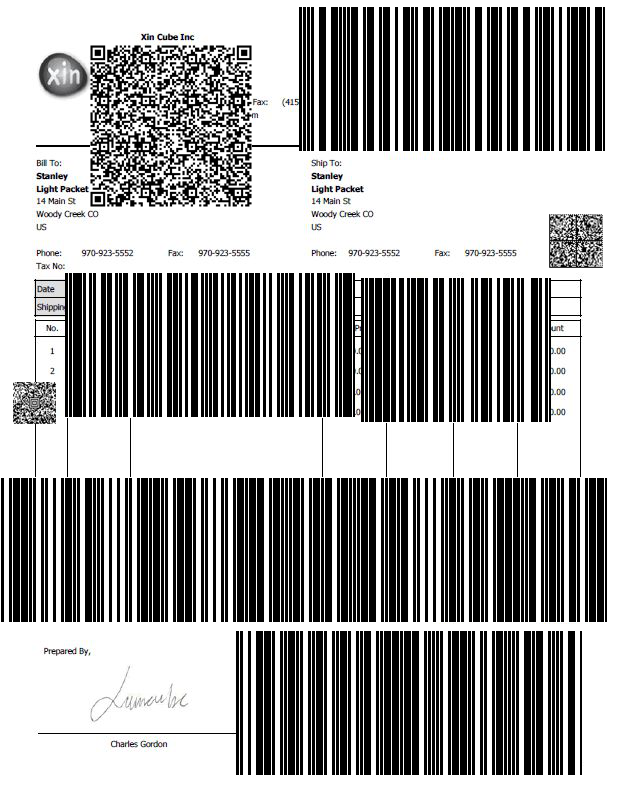 Xin Cube Inc
xin
Fax: (415
m
Bill To:
Stanley
Light Packet
14 Main St
Woody Creek CO
US
Phone: 970-923-5552 Fax: 970-923-5555
Tax No:
Ship To:
Stanley
Light Packet
14 Main St
Woody Creek CO
US
Phone: 970-923-5552 Fax: 970-923-5555
Date
Shippin
No. P unt
1 .0 0.00
2 .0 0.00
0.00
0.00
Prepared By,
Charles Gordon